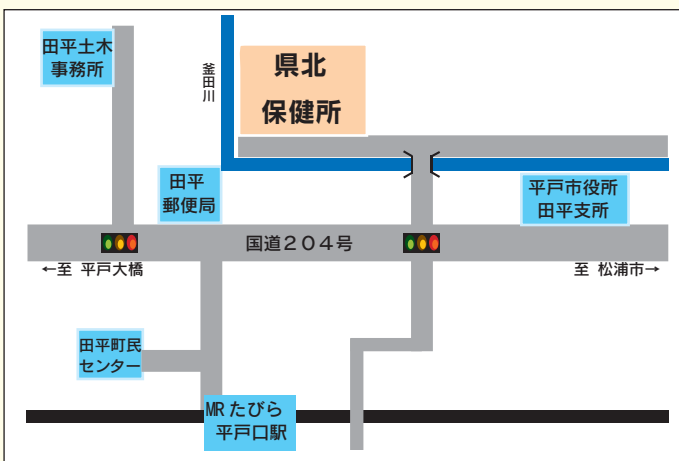 田平土木
事務所
釜田川
県北
保健所
田平
郵便局
平戸市役所
田平支所
国道204号
←至 平戸大橋
至 松浦市→
田平町民
センター
MRたびら
平戸口駅